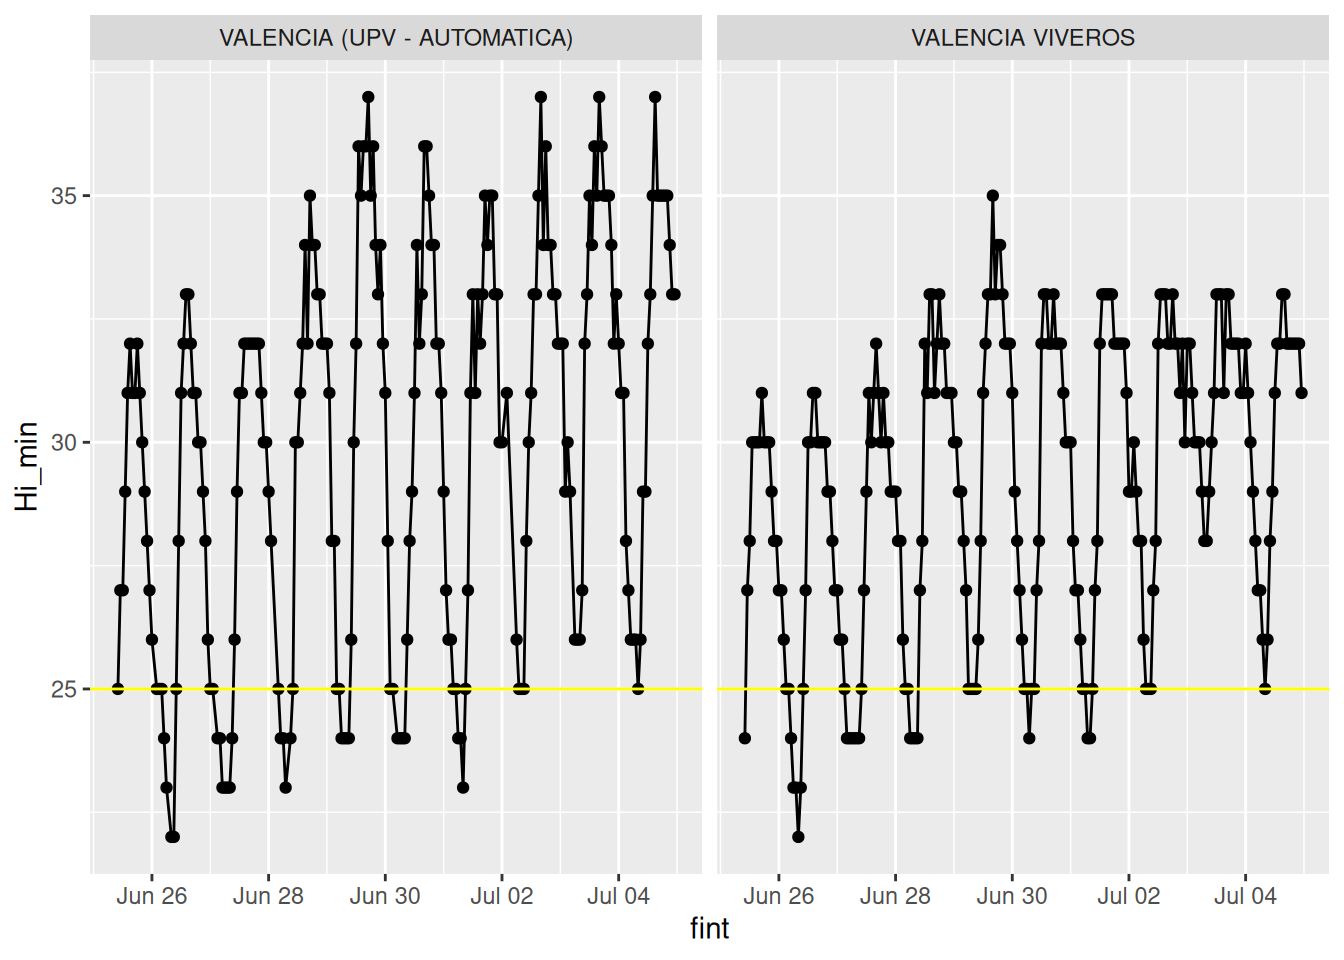 VALENCIA (UPV - AUTOMATICA)
VALENCIA VIVEROS
Hi_min
35
30
25
Jun 26 Jun 28 Jun 30 Jul 02 Jul 04
Jun 26 Jun 28 Jun 30 Jul 02 Jul 04
fint